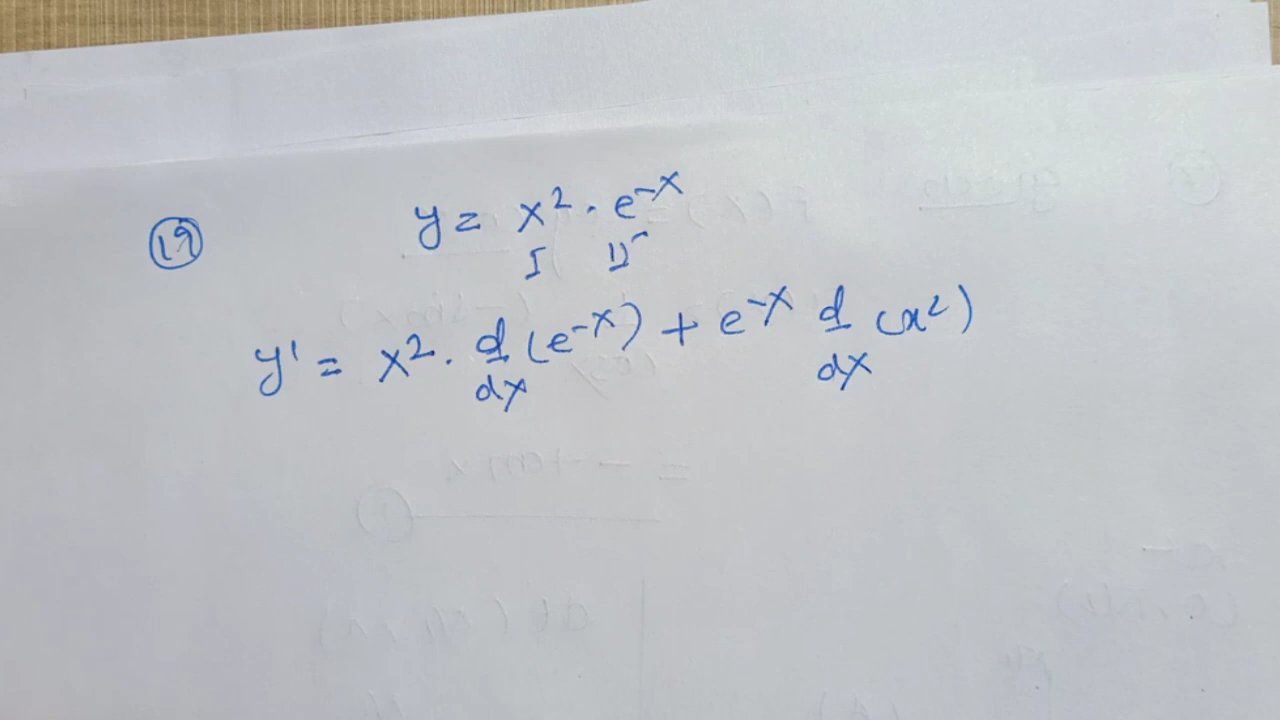 (19) y = x² · e⁻ˣ
I II
y' = x² · d/dx (e⁻ˣ) + e⁻ˣ d/dx (x²)